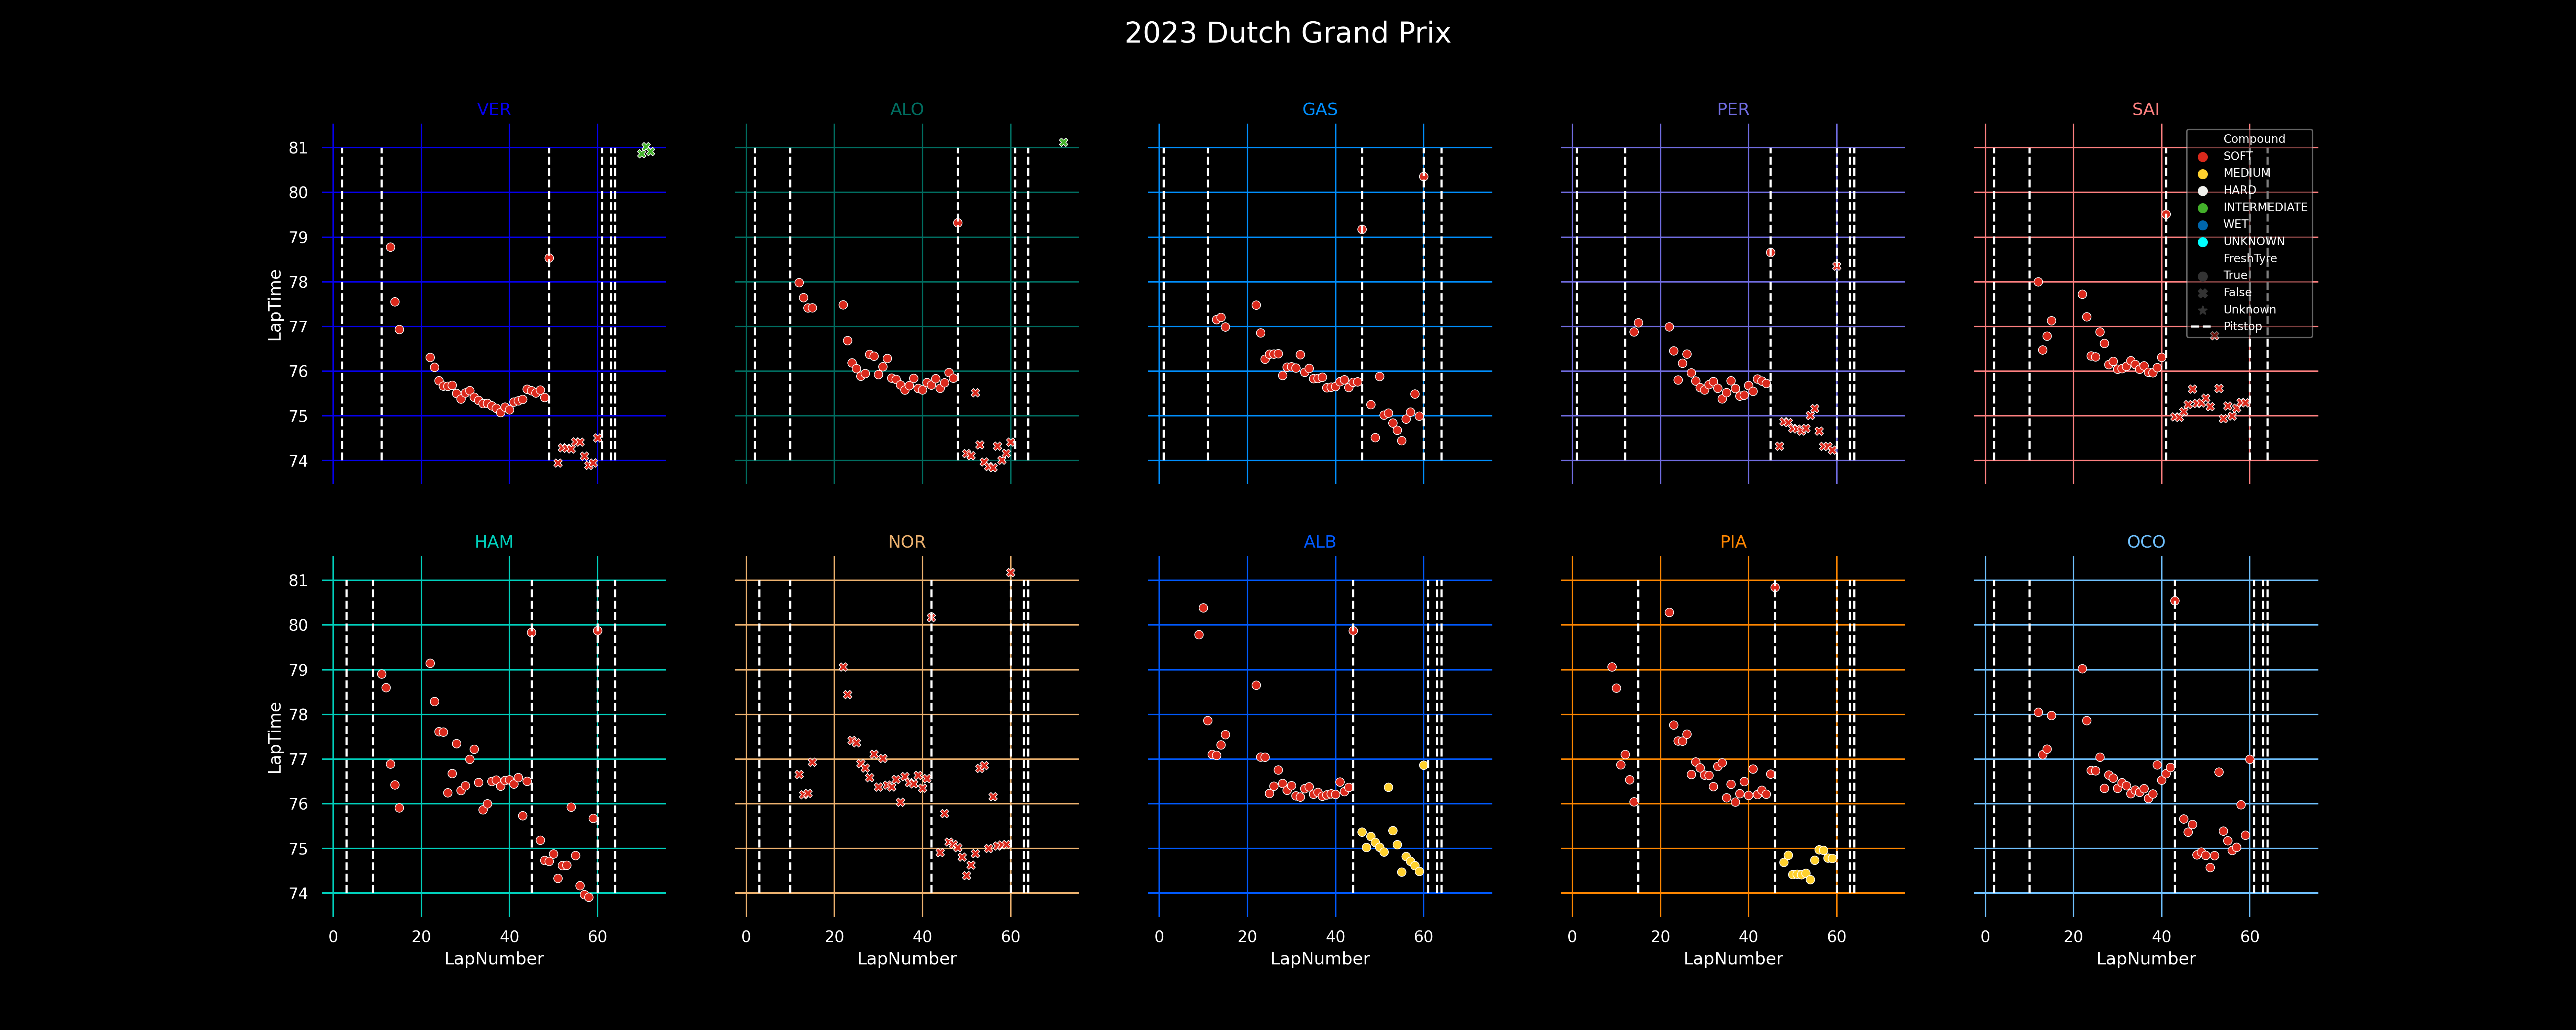 2023 Dutch Grand Prix
VER
ALO
GAS
PER
SAI
LapTime
81
80
79
78
77
76
75
74
Compound
SOFT
MEDIUM
HARD
INTERMEDIATE
WET
UNKNOWN
FreshTyre
True
False
Unknown
Pitstop
HAM
NOR
ALB
PIA
OCO
LapTime
81
80
79
78
77
76
75
74
0 20 40 60
0 20 40 60
0 20 40 60
0 20 40 60
0 20 40 60
LapNumber
LapNumber
LapNumber
LapNumber
LapNumber